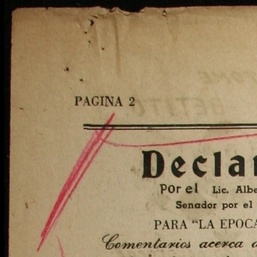 PAGINA 2
Declar
por el Lic. Albe
Senador por el
PARA "LA EPOCA
Comentarios acerca d